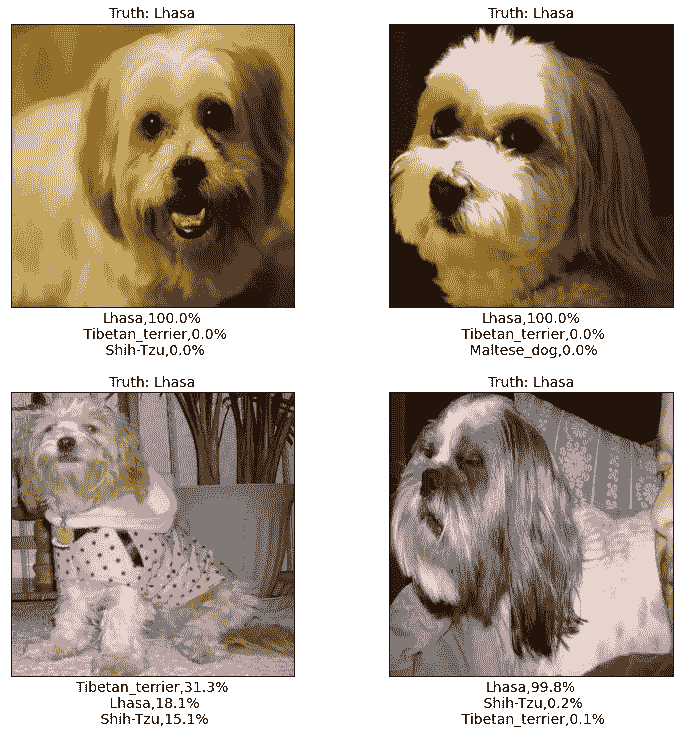 Truth: Lhasa
Lhasa,100.0%
Tibetan_terrier,0.0%
Shih-Tzu,0.0%
Truth: Lhasa
Lhasa,100.0%
Tibetan_terrier,0.0%
Maltese_dog,0.0%
Truth: Lhasa
Tibetan_terrier,31.3%
Lhasa,18.1%
Shih-Tzu,15.1%
Truth: Lhasa
Lhasa,99.8%
Shih-Tzu,0.2%
Tibetan_terrier,0.1%